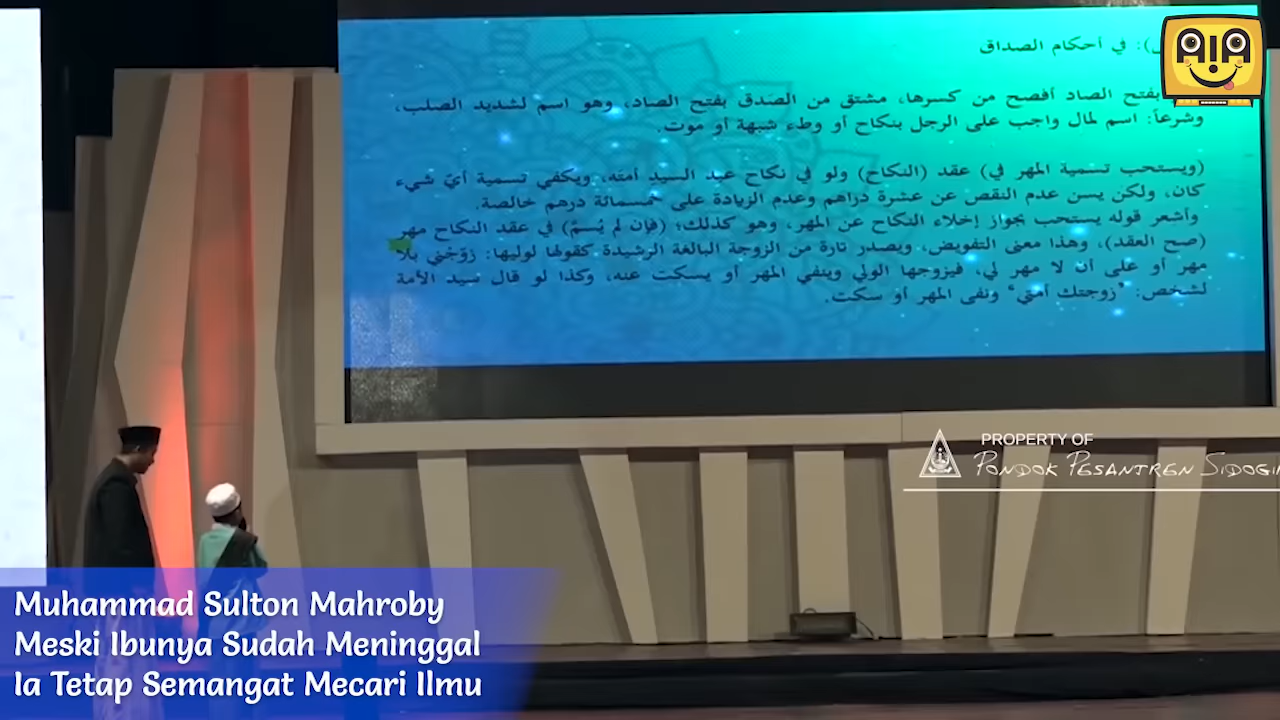 AIA
): في أحكام الصداق
بفتح الصاد أفصح من كسرها، مشتق من الصَدق بفتح الصاد، وهو اسم لشديد الصلب،
وشرعاً: اسم لمال واجب على الرجل بنكاح أو وطء شبهة أو موت.
(ويستحب تسمية المهر في) عقد (النكاح) ولو في نكاح عبد السيد أمته، ويكفي تسمية أيّ شيء
كان، ولكن يسن عدم النقص عن عشرة دراهم وعدم الزيادة على خمسمائة درهم خالصة.
وأشعر قوله يستحب بجواز إخلاء النكاح عن المهر، وهو كذلك؛ (فإن لم يُسمَّ) في عقد النكاح مهر
(صح العقد)، وهذا معنى التفويض، ويصدر تارة من الزوجة البالغة الرشيدة كقولها لوليها: زوّجْني بلا
مهر أو على أن لا مهر لي، فيزوجها الولي وينفي المهر أو يسكت عنه، وكذا لو قال سيد الأمة
لشخص: "زوجتك أمتي" ونفى المهر أو سكت.
PROPERTY OF
PONDOK PESANTREN SIDOGI
Muhammad Sulton Mahroby
Meski Ibunya Sudah Meninggal
Ia Tetap Semangat Mecari Ilmu